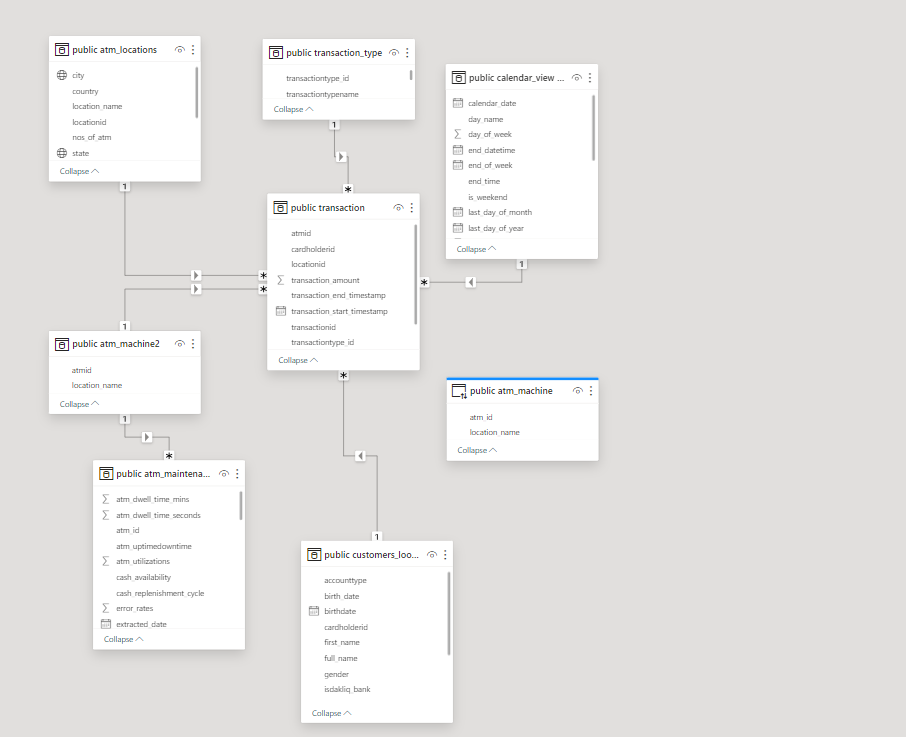 public atm_locations
city
country
location_name
locationid
nos_of_atm
state
Collapse
1
public transaction_type
transactiontype_id
transactiontypename
Collapse
1
*
public calendar_view ...
calendar_date
day_name
day_of_week
end_datetime
end_of_week
end_time
is_weekend
last_day_of_month
last_day_of_year
Collapse
1
*
public transaction
atmid
cardholderid
locationid
transaction_amount
transaction_end_timestamp
transaction_start_timestamp
transactionid
transactiontype_id
Collapse
*
*
*
1
public atm_machine2
atmid
location_name
Collapse
1
*
public atm_machine
atm_id
location_name
Collapse
public atm_maintena...
atm_dwell_time_mins
atm_dwell_time_seconds
atm_id
atm_uptimedowntime
atm_utilizations
cash_availability
cash_replenishment_cycle
error_rates
extracted_date
Collapse
1
public customers_loo...
accounttype
birth_date
birthdate
cardholderid
first_name
full_name
gender
isdakliq_bank
Collapse